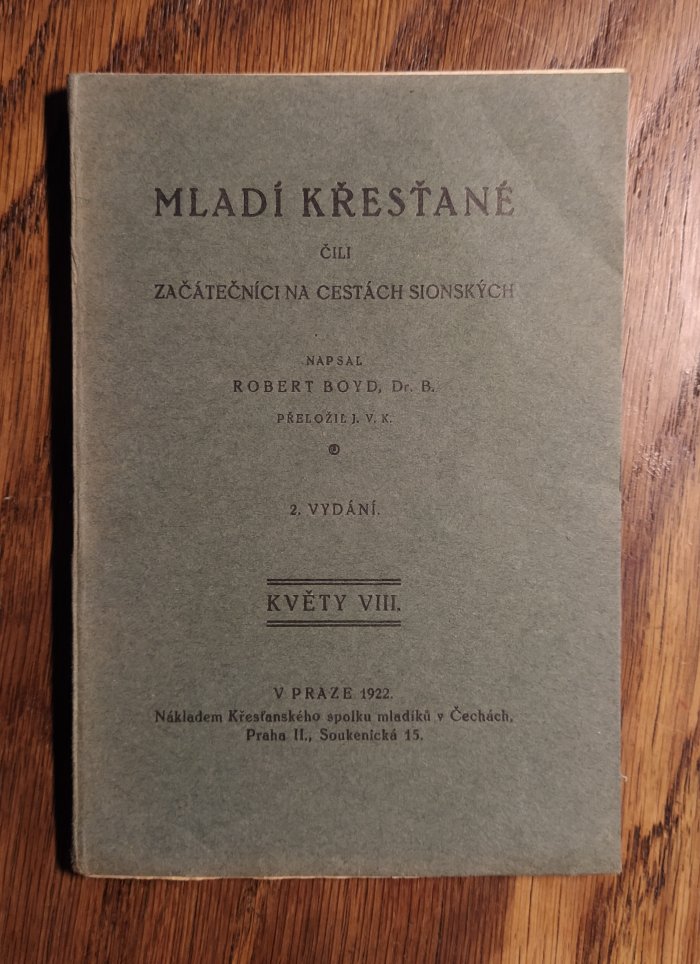 MLADÍ KŘESŤANÉ
ČILI
ZAČÁTEČNÍCI NA CESTÁCH SIONSKÝCH
NAPSAL
ROBERT BOYD, Dr. B.
PŘELOŽIL J. V. K.
2. VYDÁNÍ.
KVĚTY VIII.
V PRAZE 1922.
Nákladem Křesťanského spolku mladíků v Čechách,
Praha II., Soukenická 15.